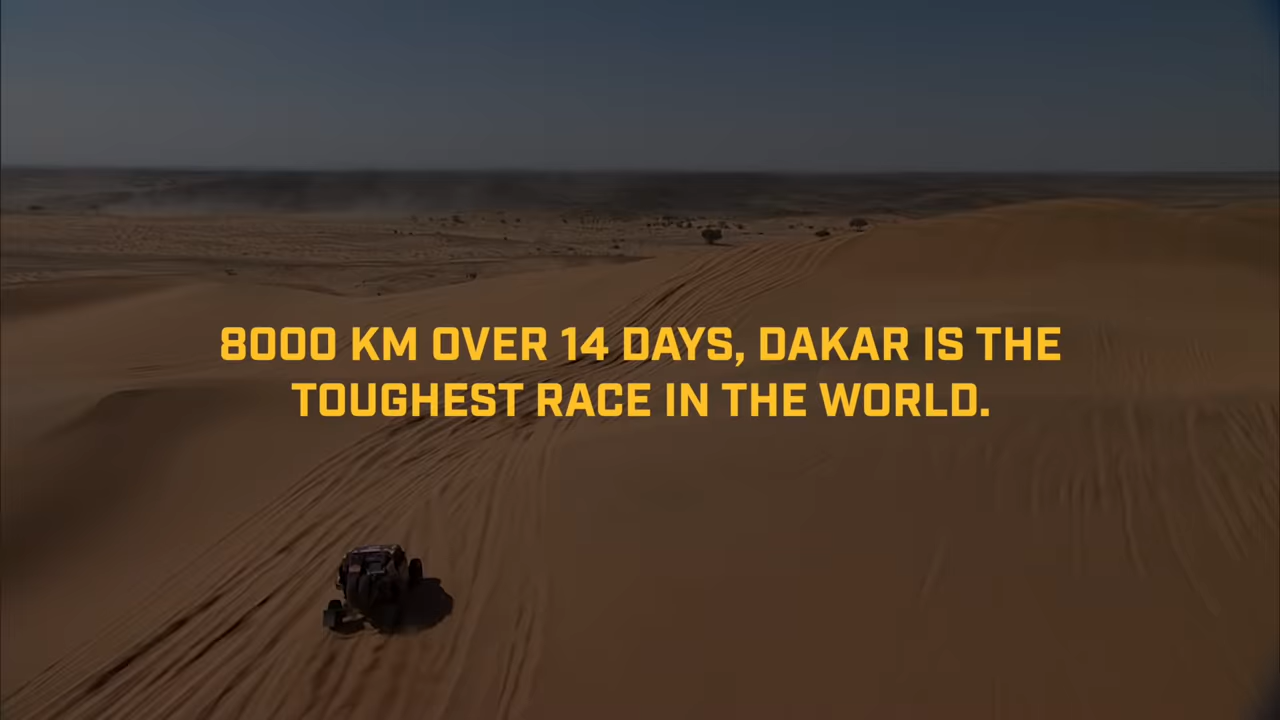 8000 KM OVER 14 DAYS, DAKAR IS THE
TOUGHEST RACE IN THE WORLD.